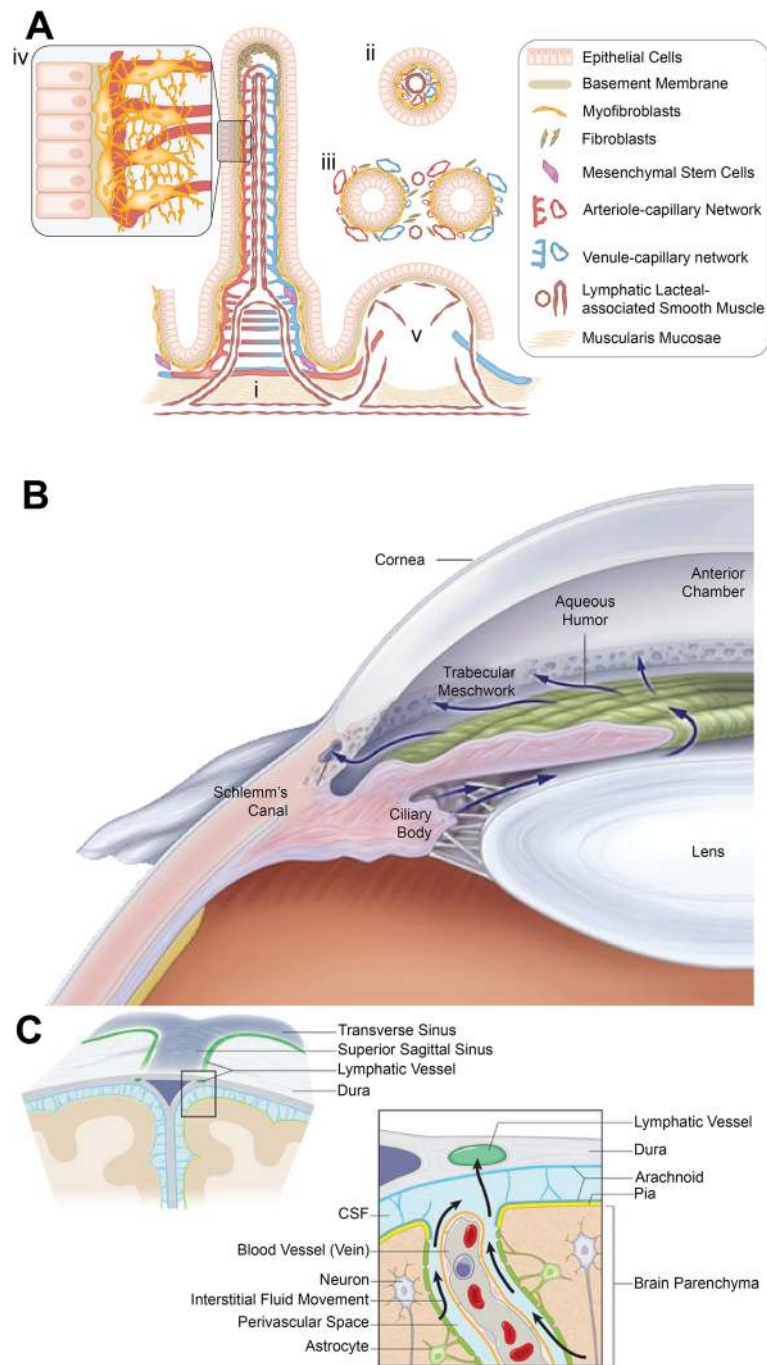 A
iv
ii
iii
i
v
Epithelial Cells
Basement Membrane
Myofibroblasts
Fibroblasts
Mesenchymal Stem Cells
Arteriole-capillary Network
Venule-capillary network
Lymphatic Lacteal-
associated Smooth Muscle
Muscularis Mucosae
B
Cornea
Anterior
Chamber
Aqueous
Humor
Trabecular
Meschwork
Schlemm's
Canal
Ciliary
Body
Lens
C
Transverse Sinus
Superior Sagittal Sinus
Lymphatic Vessel
Dura
Lymphatic Vessel
Dura
Arachnoid
Pia
CSF
Blood Vessel (Vein)
Neuron
Interstitial Fluid Movement
Perivascular Space
Astrocyte
Brain Parenchyma